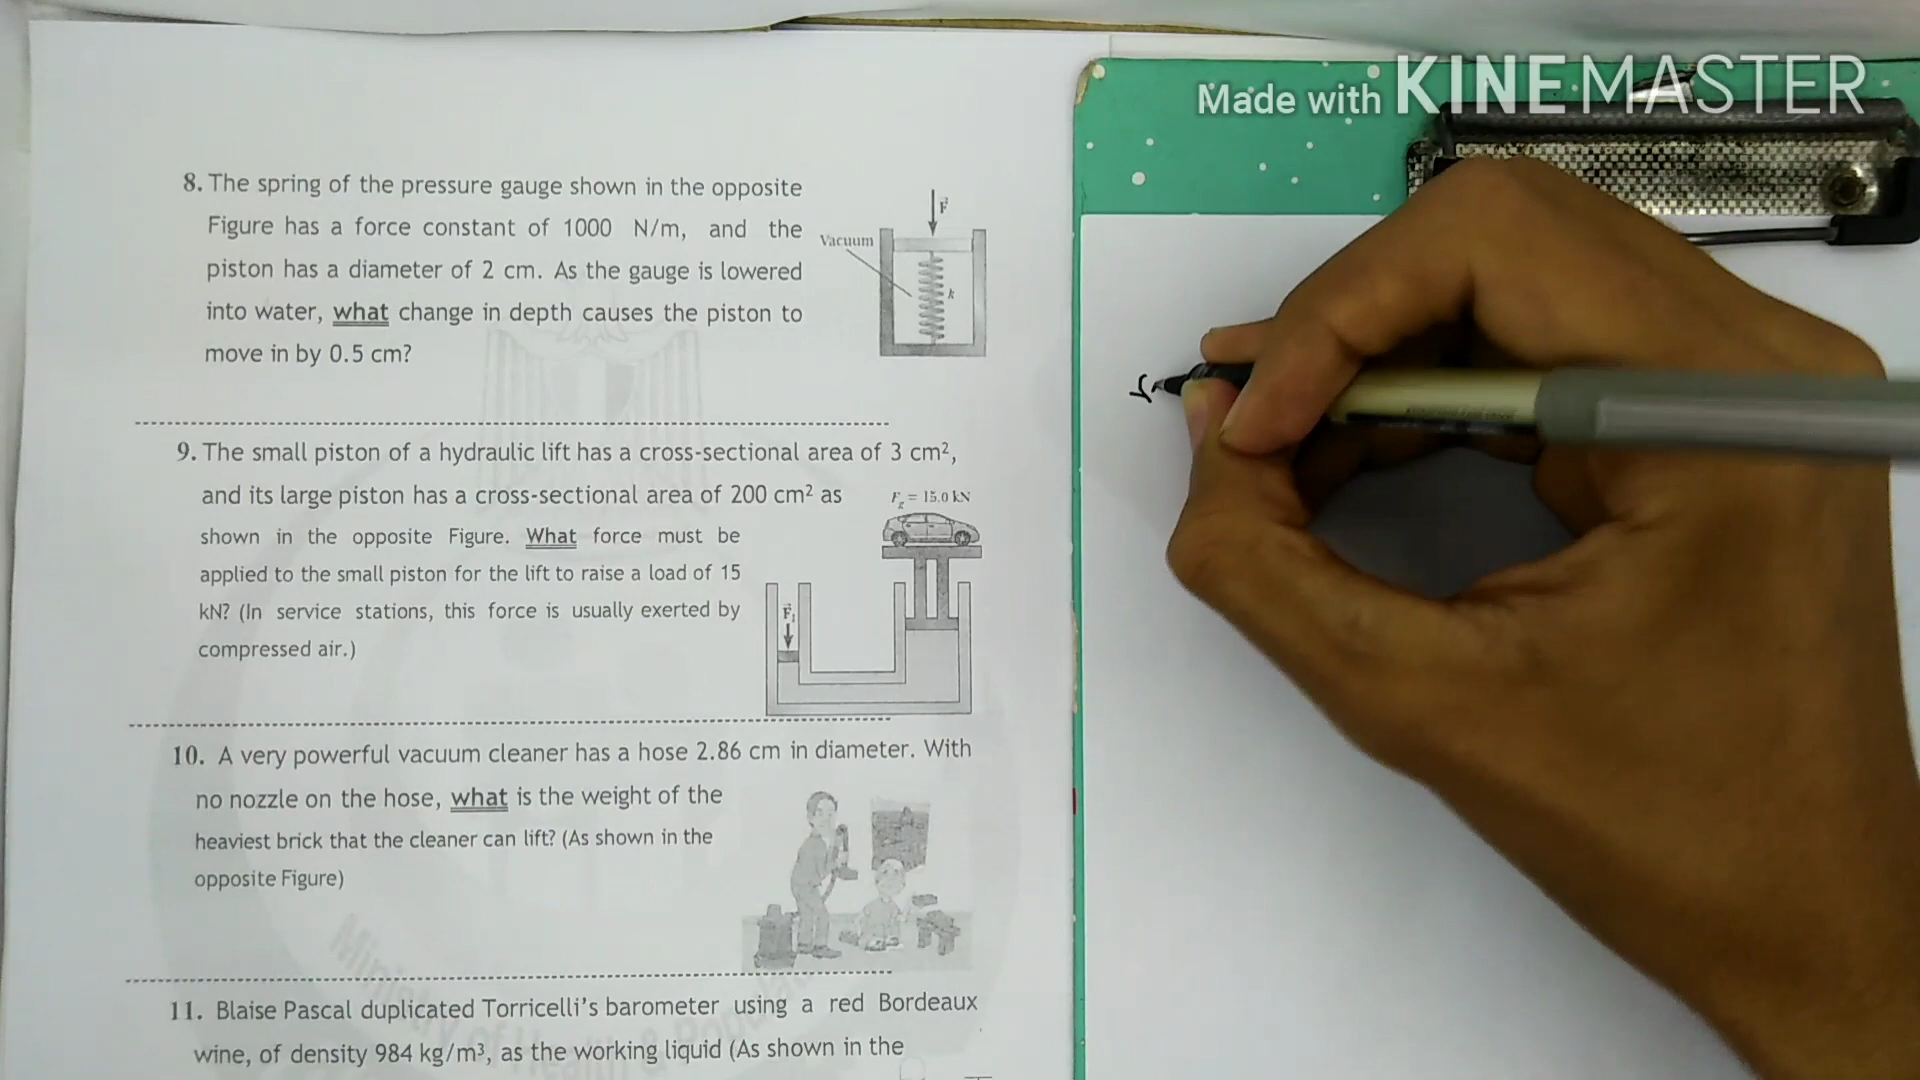 Made with KINEMASTER
8. The spring of the pressure gauge shown in the opposite
Figure has a force constant of 1000 N/m, and the
piston has a diameter of 2 cm. As the gauge is lowered
into water, what change in depth causes the piston to
move in by 0.5 cm?
F
Vacuum
k
9. The small piston of a hydraulic lift has a cross-sectional area of 3 cm²,
and its large piston has a cross-sectional area of 200 cm² as
shown in the opposite Figure. What force must be
applied to the small piston for the lift to raise a load of 15
kN? (In service stations, this force is usually exerted by
compressed air.)
Fg = 15.0 kN
F₁
10. A very powerful vacuum cleaner has a hose 2.86 cm in diameter. With
no nozzle on the hose, what is the weight of the
heaviest brick that the cleaner can lift? (As shown in the
opposite Figure)
11. Blaise Pascal duplicated Torricelli's barometer using a red Bordeaux
wine, of density 984 kg/m³, as the working liquid (As shown in the
Ministry of Health & Popula